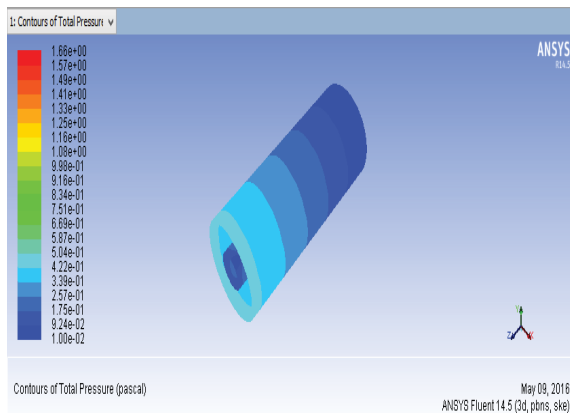 1: Contours of Total Pressure
ANSYS
R14.5
1.66e+00
1.57e+00
1.49e+00
1.41e+00
1.33e+00
1.25e+00
1.16e+00
1.08e+00
9.98e-01
9.16e-01
8.34e-01
7.51e-01
6.69e-01
5.87e-01
5.04e-01
4.22e-01
3.39e-01
2.57e-01
1.75e-01
9.24e-02
1.00e-02
Y
Z
X
Contours of Total Pressure (pascal)
May 09, 2016
ANSYS Fluent 14.5 (3d, pbns, ske)